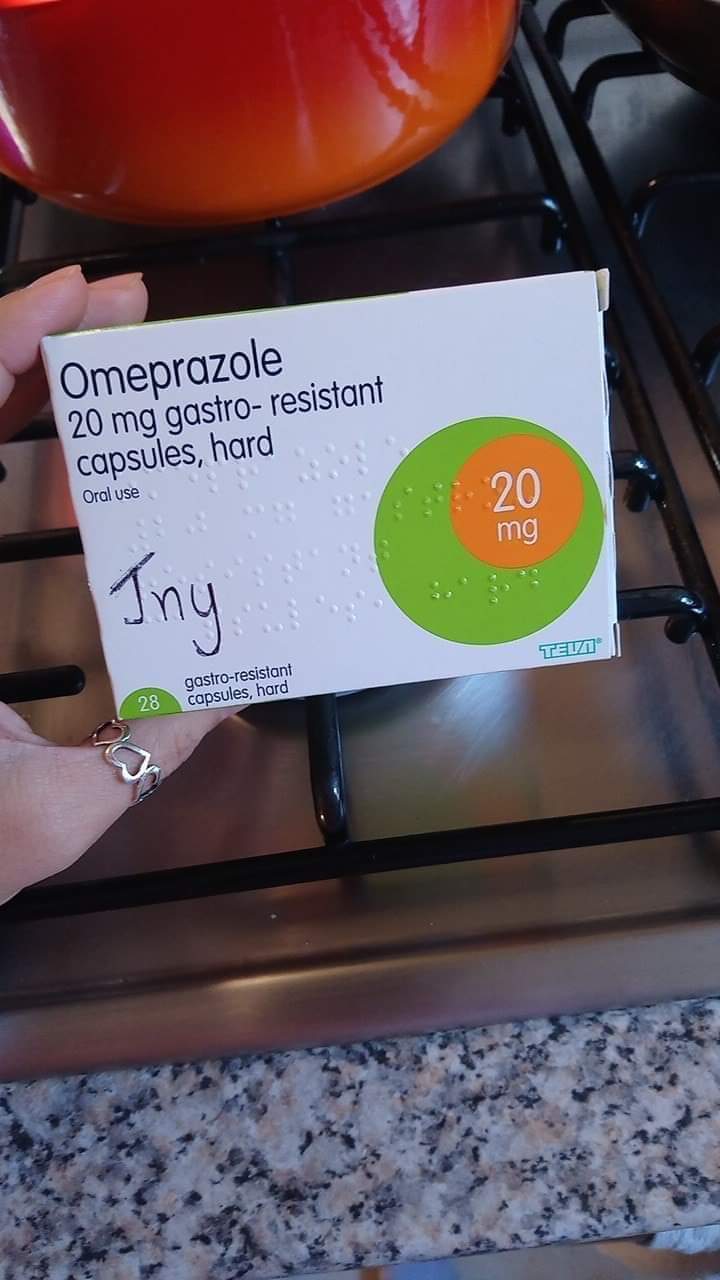 Omeprazole
20 mg gastro- resistant
capsules, hard
Oral use
20
mg
Jny
TEVA®
28
gastro-resistant
capsules, hard